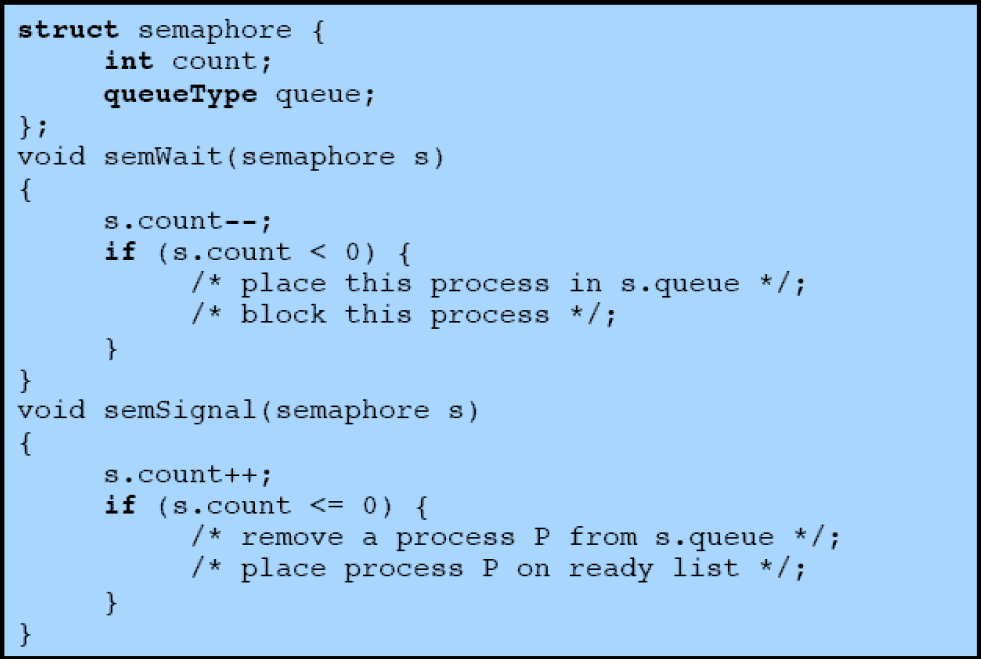 struct semaphore {
int count;
queueType queue;
};
void semWait(semaphore s)
{
s.count--;
if (s.count < 0) {
/* place this process in s.queue */;
/* block this process */;
}
}
void semSignal(semaphore s)
{
s.count++;
if (s.count <= 0) {
/* remove a process P from s.queue */;
/* place process P on ready list */;
}
}